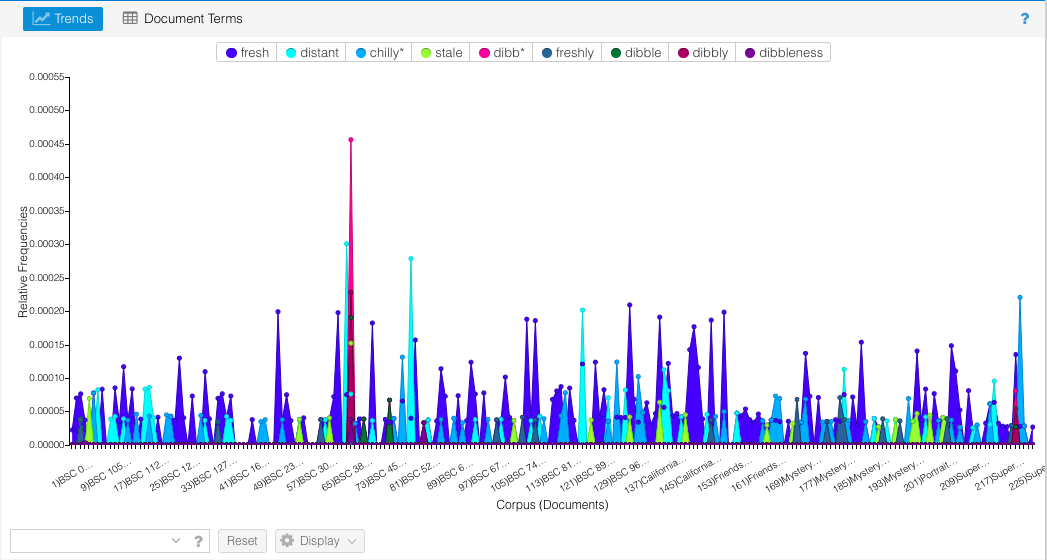 Trends Document Terms ?
fresh distant chilly* stale dibb* freshly dibble dibbly dibbleness
0.00055
0.00050
0.00045
0.00040
0.00035
0.00030
0.00025
0.00020
0.00015
0.00010
0.00005
0.00000
Relative Frequencies
1)BSC 0... 9)BSC 105... 17)BSC 112... 25)BSC 12... 33)BSC 127... 41)BSC 16... 49)BSC 23... 57)BSC 30... 65)BSC 38... 73)BSC 45... 81)BSC 52... 89)BSC 6... 97)BSC 67... 105)BSC 74... 113)BSC 81... 121)BSC 89... 129)BSC 96... 137)California... 145)California... 153)Friends... 161)Friends... 169)Mystery... 177)Mystery... 185)Mystery... 193)Mystery... 201)Portrait... 209)Super... 217)Super... 225)Supe
Corpus (Documents)
? Reset Display